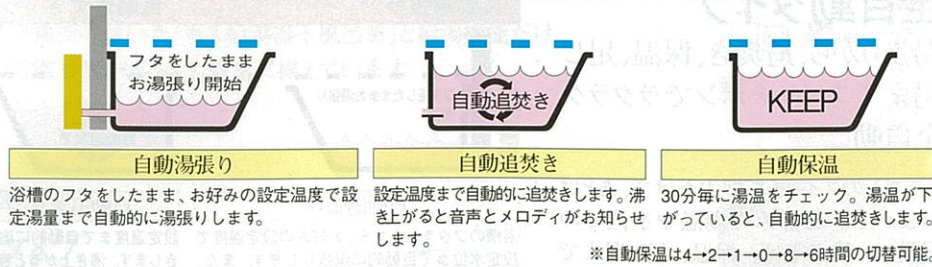 フタをしたまま
お湯張り開始
自動湯張り
浴槽のフタをしたまま、お好みの設定温度で設
定湯量まで自動的に湯張りします。
自動追焚き
自動追焚き
設定温度まで自動的に追焚きします。沸
き上がると音声とメロディがお知らせ
します。
KEEP
自動保温
30分毎に湯温をチェック。湯温が下
がっていると、自動的に追焚きします。
※自動保温は4→2→1→0→8→6時間の切替可能。